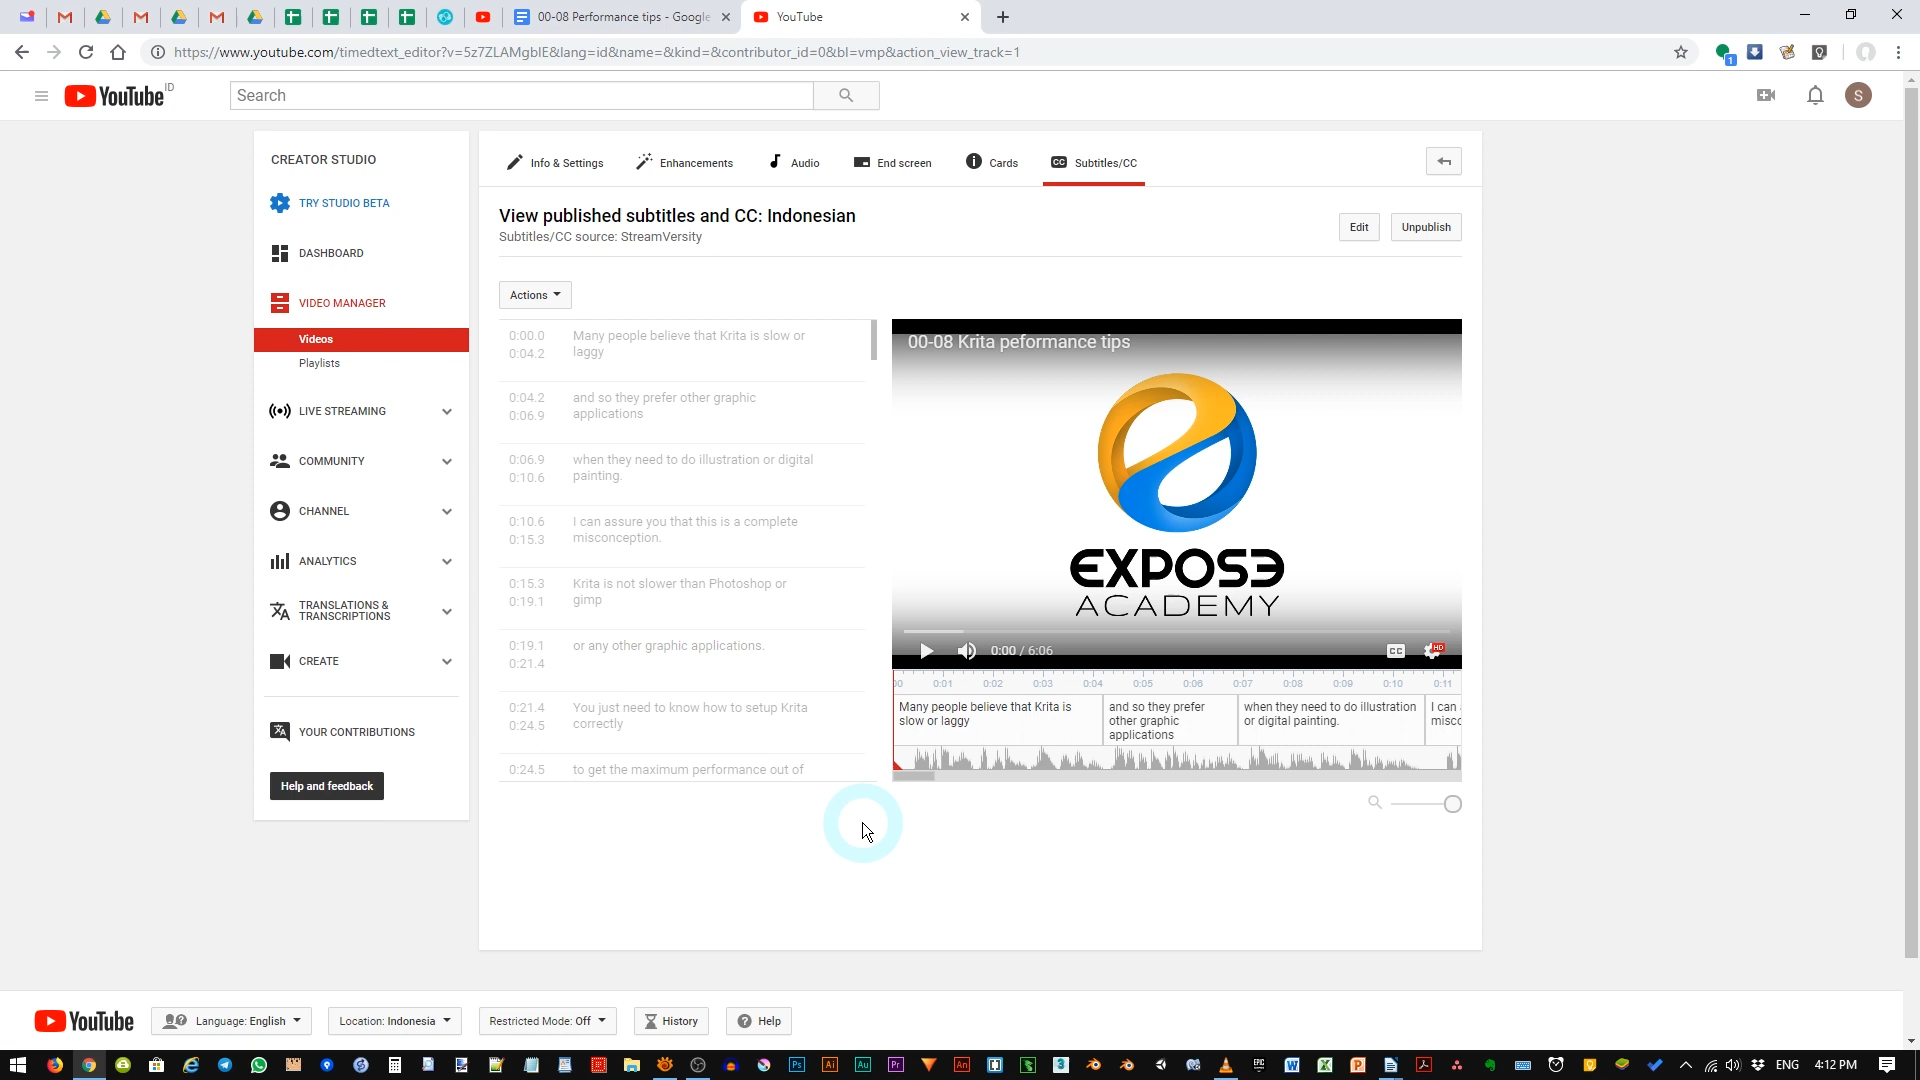 00-08 Performance tips - Google
YouTube
https://www.youtube.com/timedtext_editor?v=5z7ZLAMgbIE&lang=id&name=&kind=&contributor_id=0&bl=vmp&action_view_track=1
YouTube ID
Search
S
CREATOR STUDIO
TRY STUDIO BETA
DASHBOARD
VIDEO MANAGER
Videos
Playlists
LIVE STREAMING
COMMUNITY
CHANNEL
ANALYTICS
TRANSLATIONS &
TRANSCRIPTIONS
CREATE
YOUR CONTRIBUTIONS
Help and feedback
Info & Settings
Enhancements
Audio
End screen
Cards
CC Subtitles/CC
View published subtitles and CC: Indonesian
Subtitles/CC source: StreamVersity
Edit
Unpublish
Actions
0:00.0 Many people believe that Krita is slow or
0:04.2 laggy
0:04.2 and so they prefer other graphic
0:06.9 applications
0:06.9 when they need to do illustration or digital
0:10.6 painting.
0:10.6 I can assure you that this is a complete
0:15.3 misconception.
0:15.3 Krita is not slower than Photoshop or
0:19.1 gimp
0:19.1 or any other graphic applications.
0:21.4
0:21.4 You just need to know how to setup Krita
0:24.5 correctly
0:24.5 to get the maximum performance out of
00-08 Krita peformance tips
EXPOSE
ACADEMY
0:00 / 6:06
CC
HD
00 0:01 0:02 0:03 0:04 0:05 0:06 0:07 0:08 0:09 0:10 0:11
Many people believe that Krita is
slow or laggy
and so they prefer
other graphic
applications
when they need to do illustration
or digital painting.
I can
misc
YouTube
Language: English
Location: Indonesia
Restricted Mode: Off
History
Help
ENG
4:12 PM